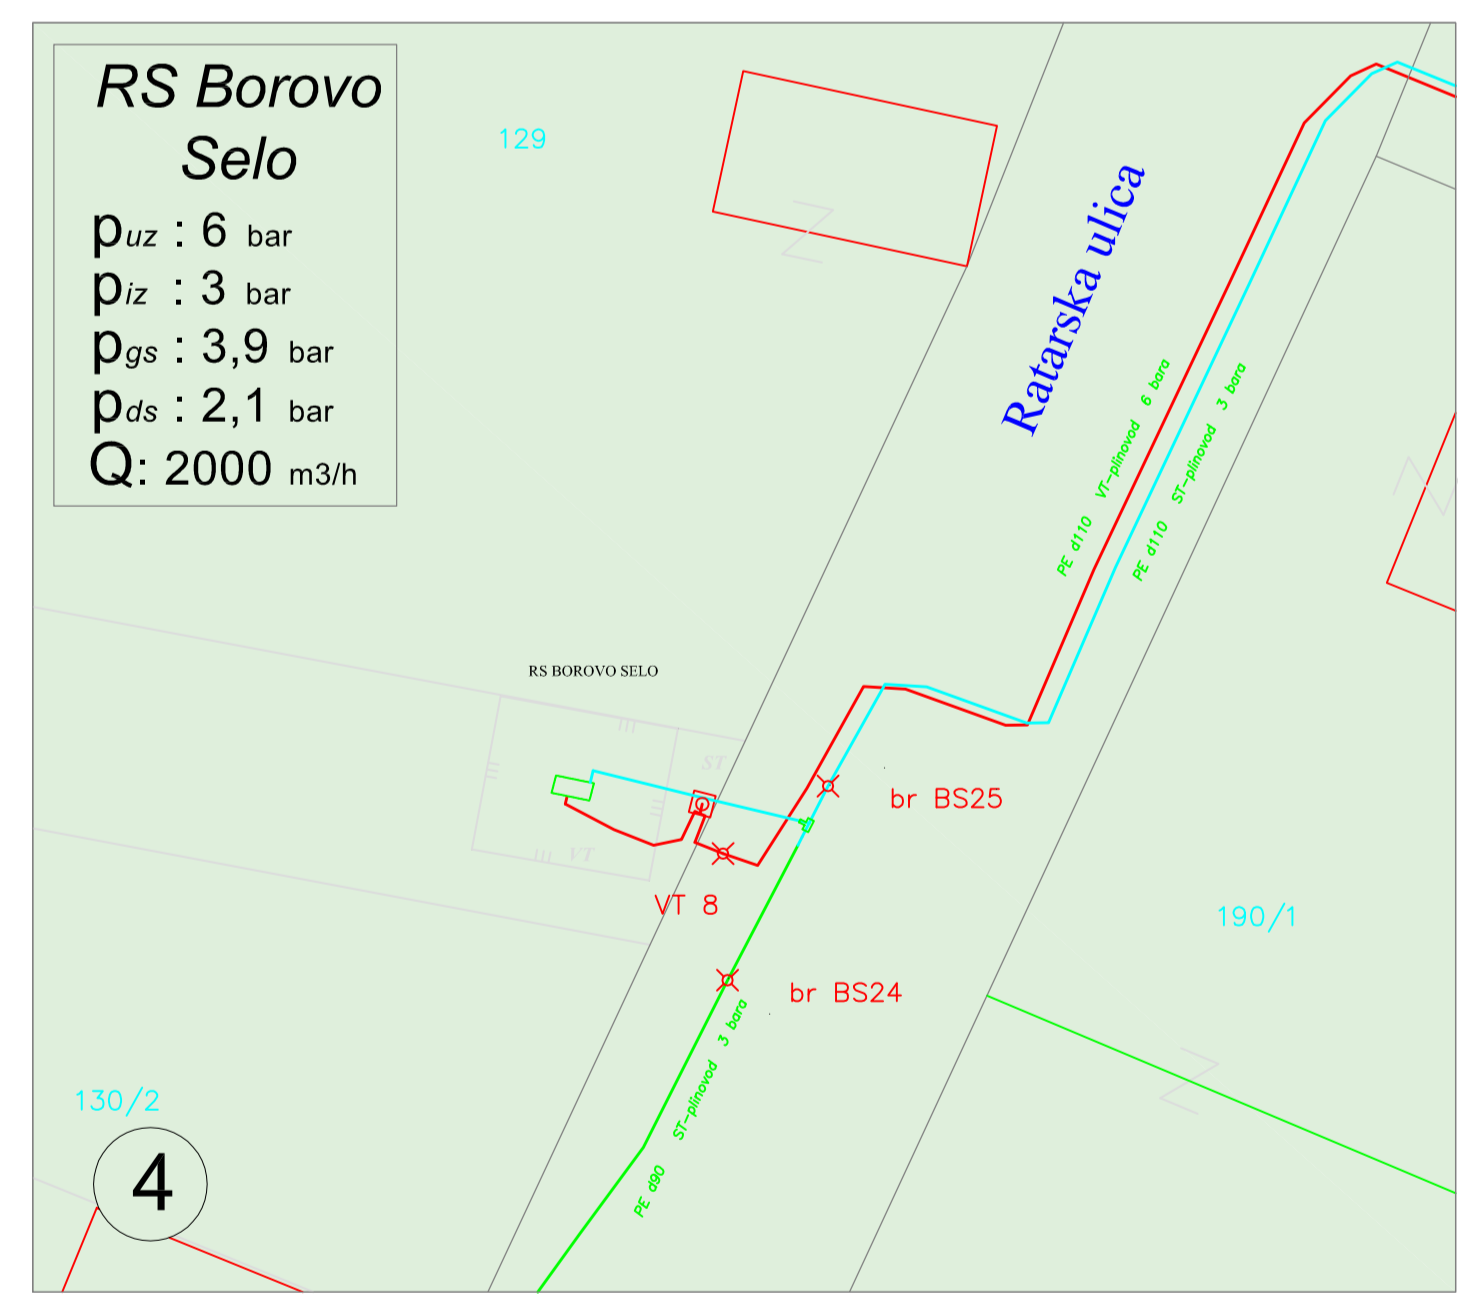 RS Borovo
Selo
puz : 6 bar
piz : 3 bar
pgs : 3,9 bar
pds : 2,1 bar
Q: 2000 m3/h
129
Ratarska ulica
PE d110 VT-plinovod 6 bara
PE d110 ST-plinovod 3 bara
RS BOROVO SELO
ST
VT
br BS25
VT 8
190/1
br BS24
PE d90 ST-plinovod 3 bara
130/2
4